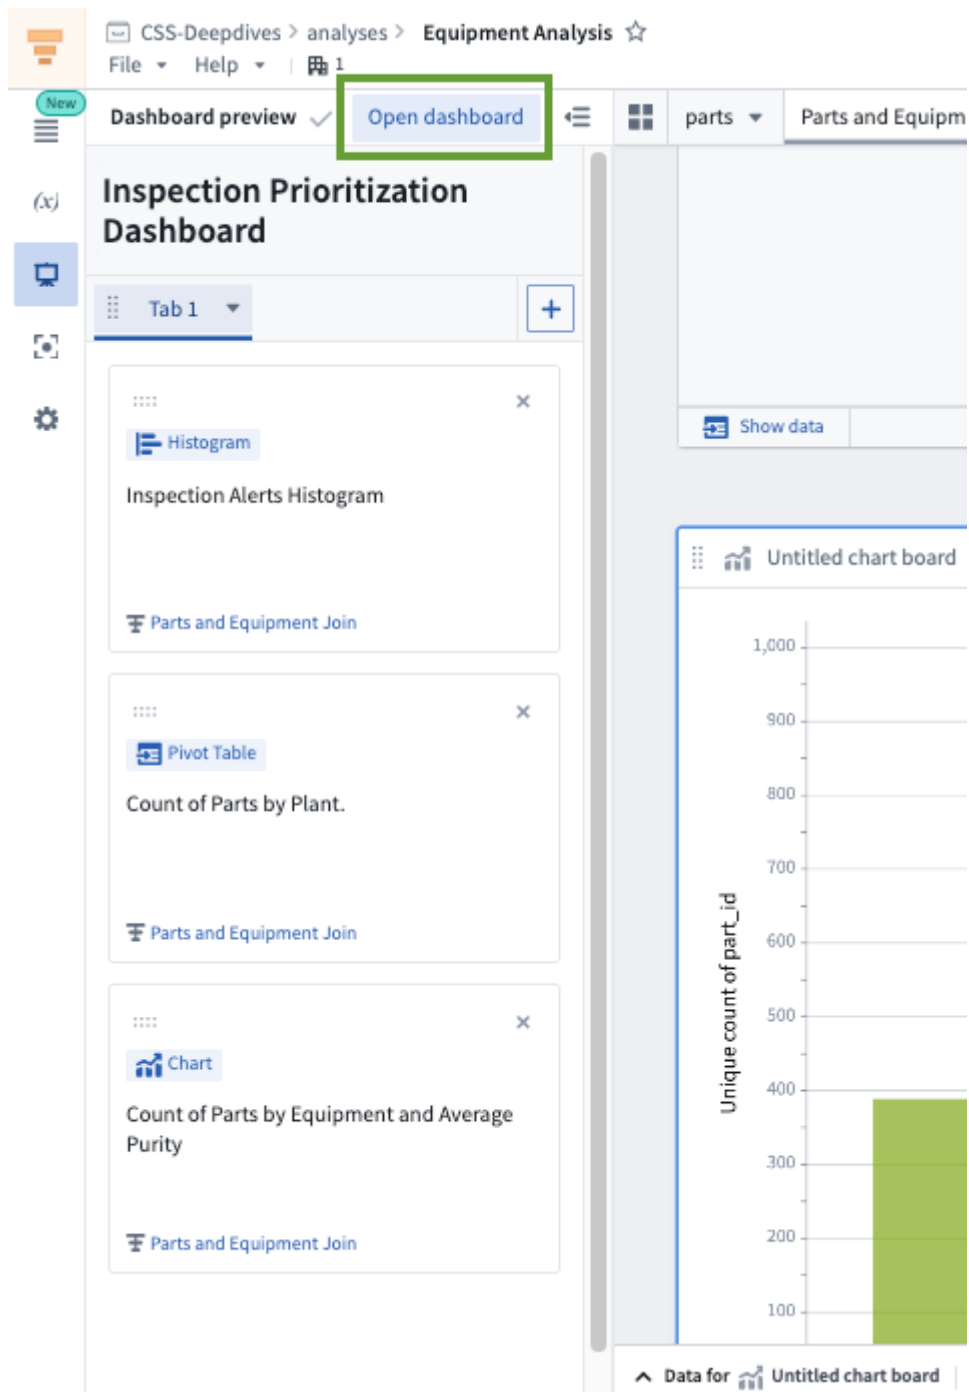 CSS-Deepdives > analyses > Equipment Analysis
File Help 1
New
Dashboard preview Open dashboard
parts Parts and Equipm
(x)
Inspection Prioritization
Dashboard
Tab 1 +
Histogram
Inspection Alerts Histogram
Parts and Equipment Join
Pivot Table
Count of Parts by Plant.
Parts and Equipment Join
Chart
Count of Parts by Equipment and Average
Purity
Parts and Equipment Join
Show data
Untitled chart board
Unique count of part_id
1,000
900
800
700
600
500
400
300
200
100
Data for Untitled chart board